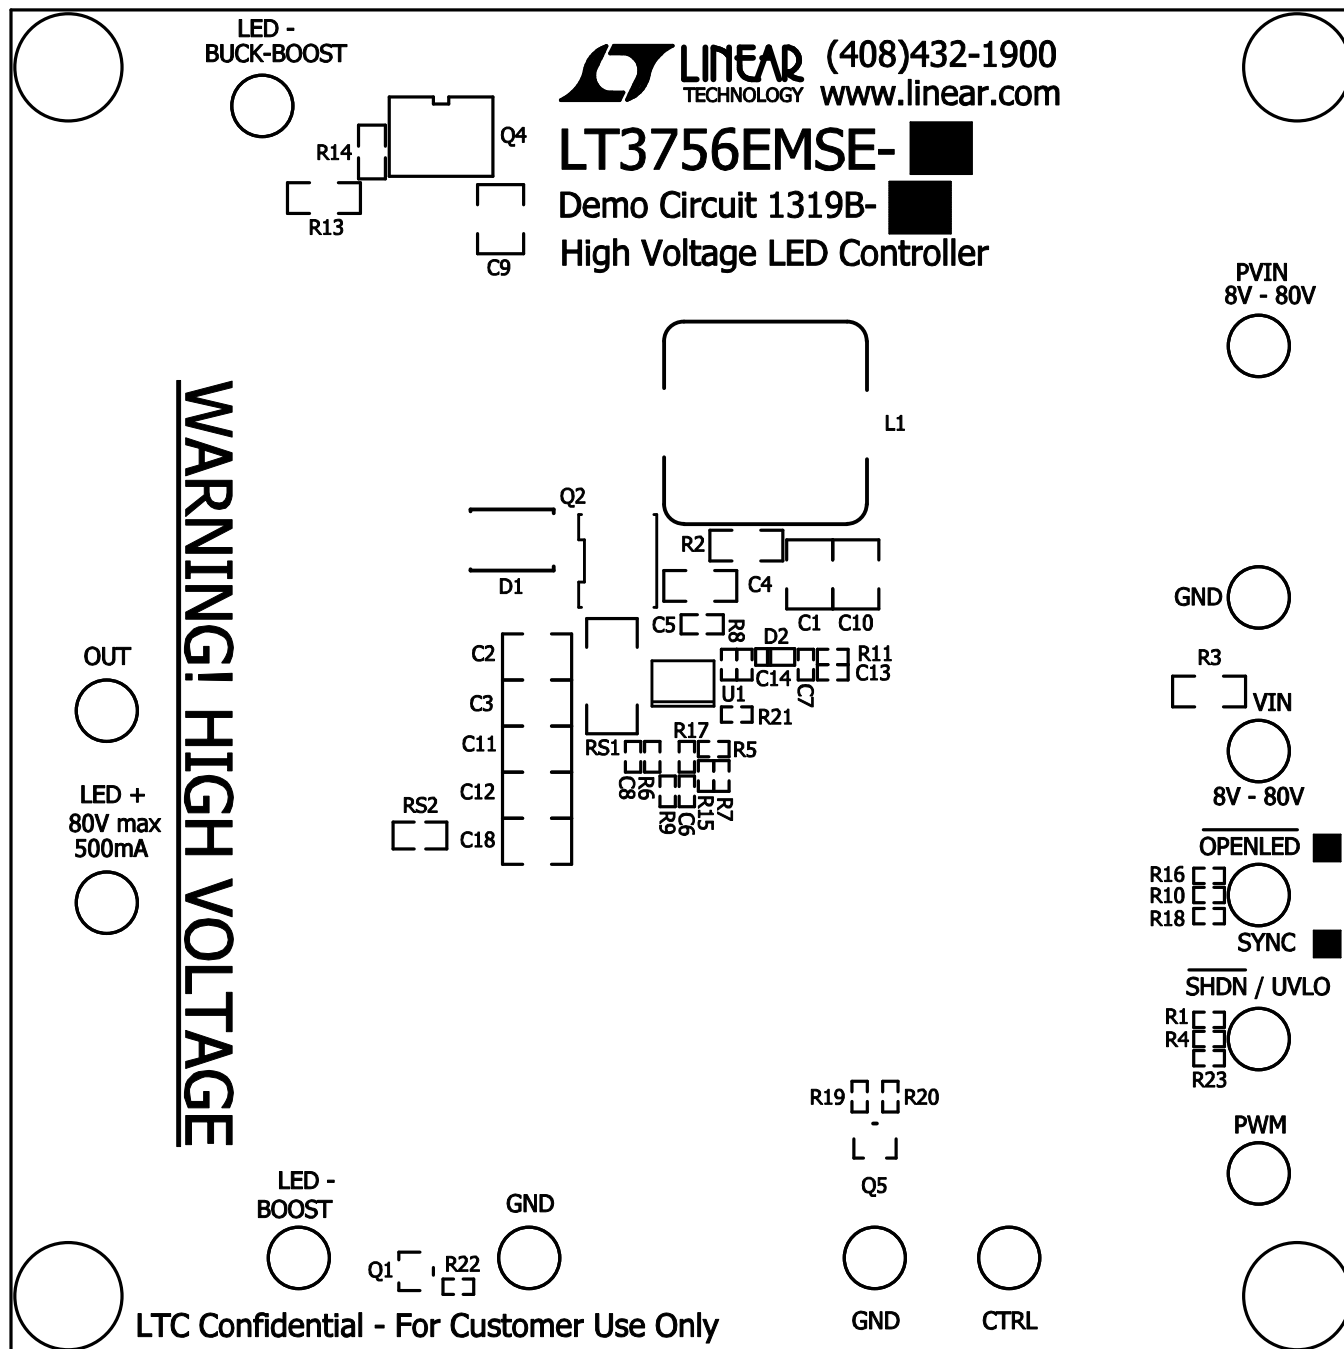 LED -
BUCK-BOOST
LINEAR
TECHNOLOGY
(408)432-1900
www.linear.com
LT3756EMSE-
Demo Circuit 1319B-
High Voltage LED Controller
Q4
R14
R13
C9
PVIN
8V - 80V
L1
WARNING! HIGH VOLTAGE
Q2
D1
R2
C4
C5
R8
D2
C1
C10
GND
OUT
C2
C3
C11
C12
C18
RS1
U1
C14
C7
R11
C13
R21
R17
R5
C8
R6
R9
C6
R15
R7
R3
VIN
8V - 80V
LED +
80V max
500mA
RS2
OPENLED
R16
R10
R18
SYNC
SHDN / UVLO
R1
R4
R23
R19
R20
Q5
PWM
LED -
BOOST
GND
Q1
R22
GND
CTRL
LTC Confidential - For Customer Use Only